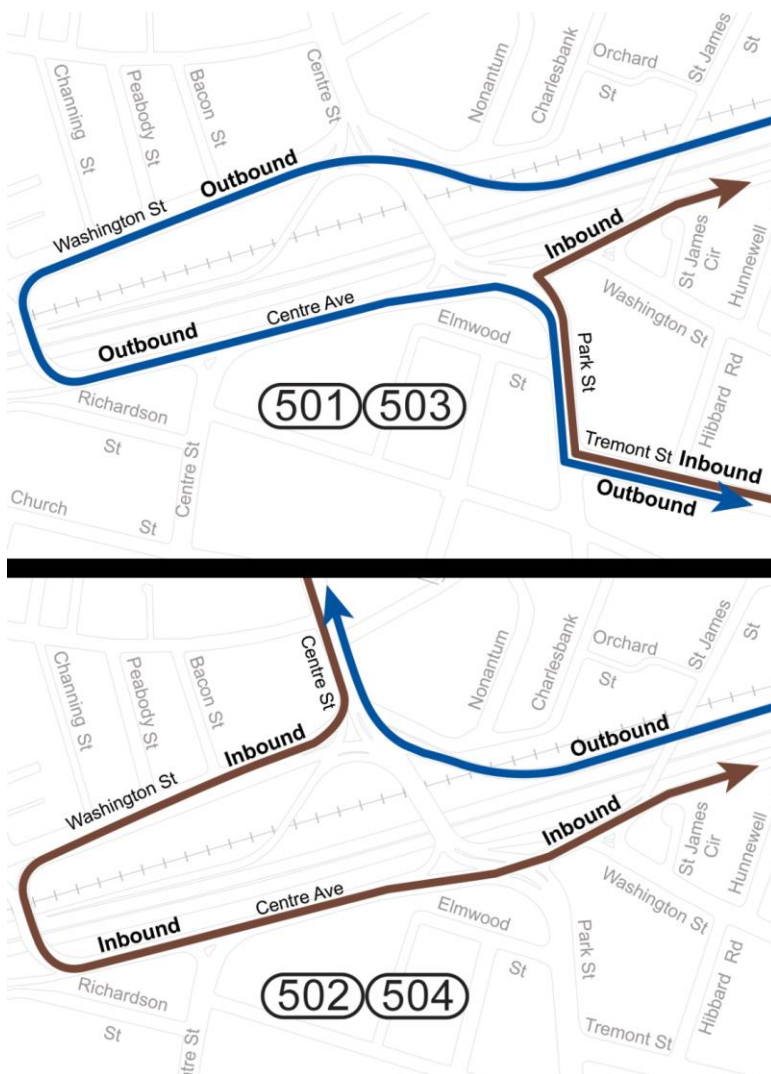 Channing St
Peabody St
Bacon St
Centre St
Nonantum
Charlesbank
Orchard St
St James St
Outbound
Washington St
Inbound
St James Cir
Hunnewell
Washington St
Outbound
Centre Ave
Elmwood St
Park St
Hibbard Rd
Richardson St
Centre St
501 503
Tremont St
Inbound
Outbound
Church St
Channing St
Peabody St
Bacon St
Centre St
Nonantum
Charlesbank
Orchard St
St James St
Inbound
Outbound
Washington St
Inbound
St James Cir
Hunnewell
Washington St
Inbound
Centre Ave
Elmwood St
Park St
Hibbard Rd
Richardson St
502 504
Tremont St